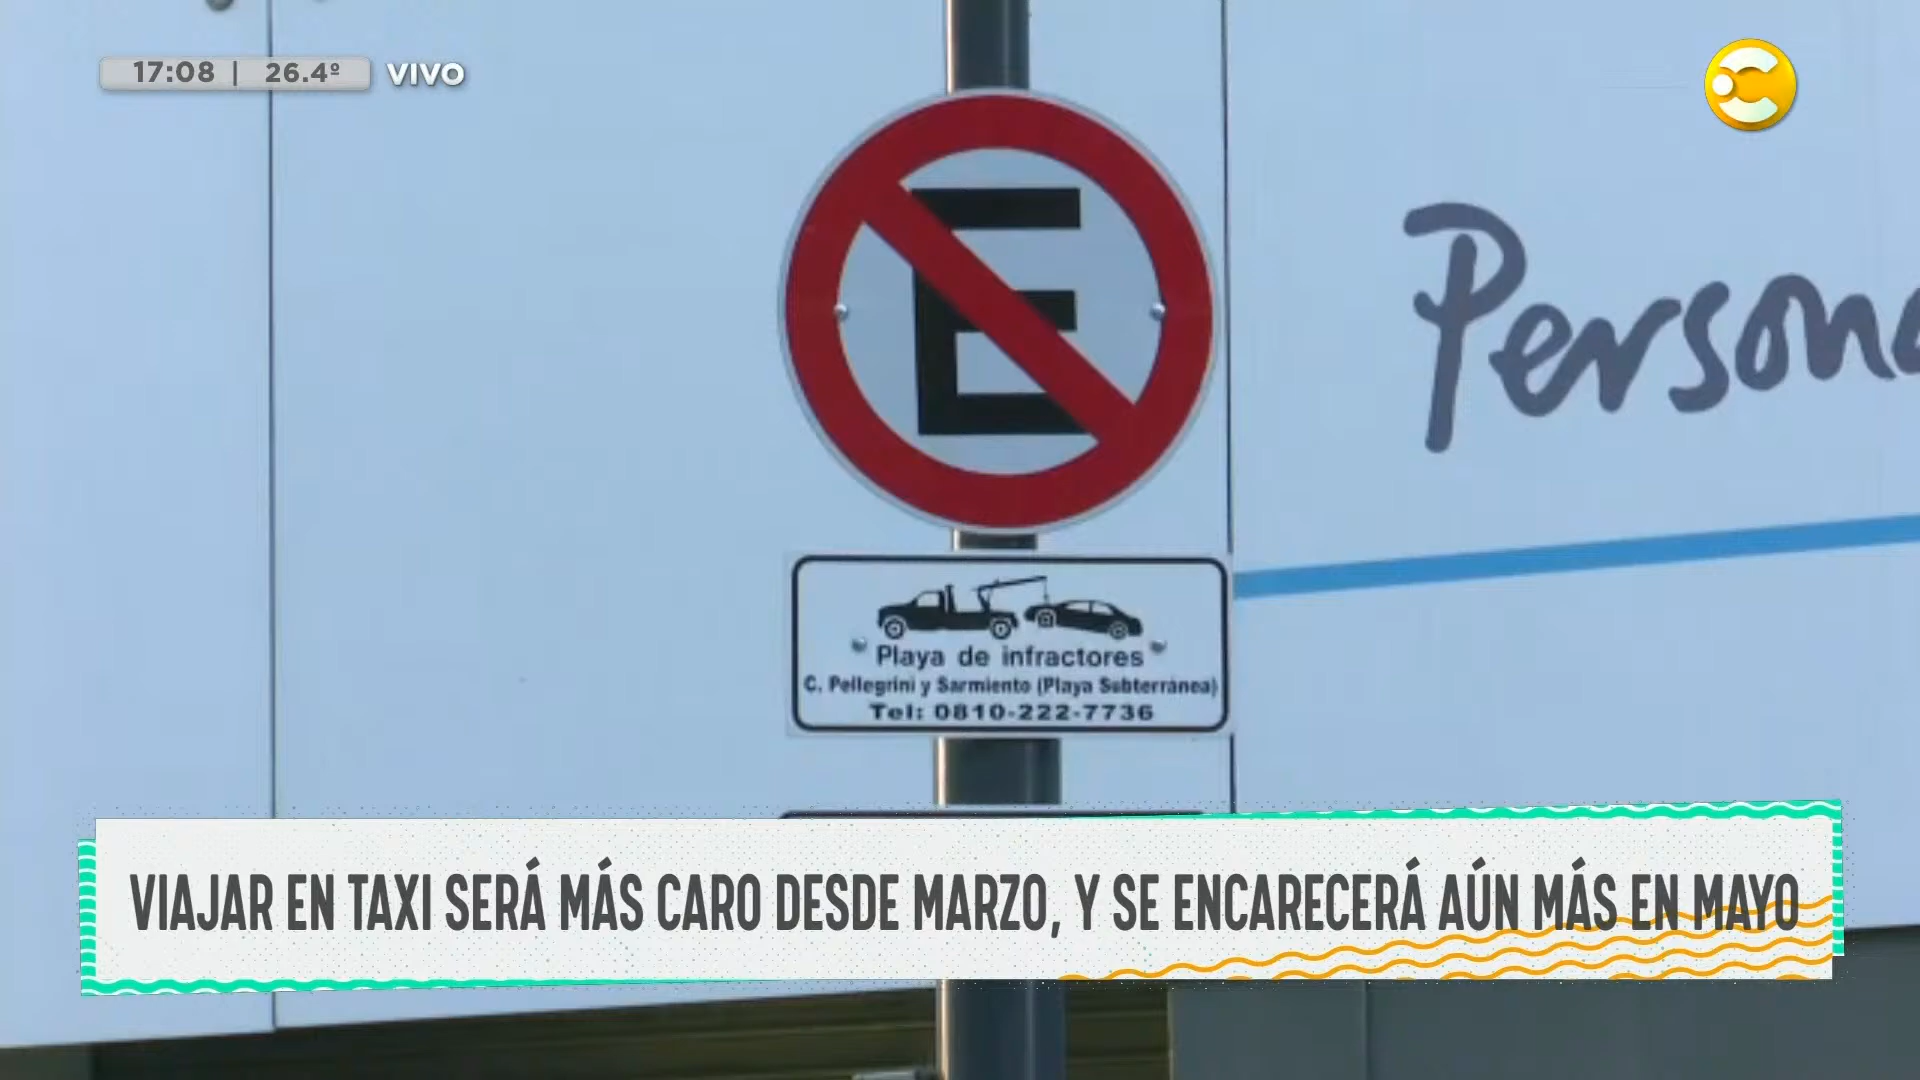 17:08 | 26.4º VIVO
E
Persona
Playa de infractores
C. Pellegrini y Sarmiento (Playa Subterránea)
Tel: 0810-222-7736
VIAJAR EN TAXI SERÁ MÁS CARO DESDE MARZO, Y SE ENCARECERÁ AÚN MÁS EN MAYO